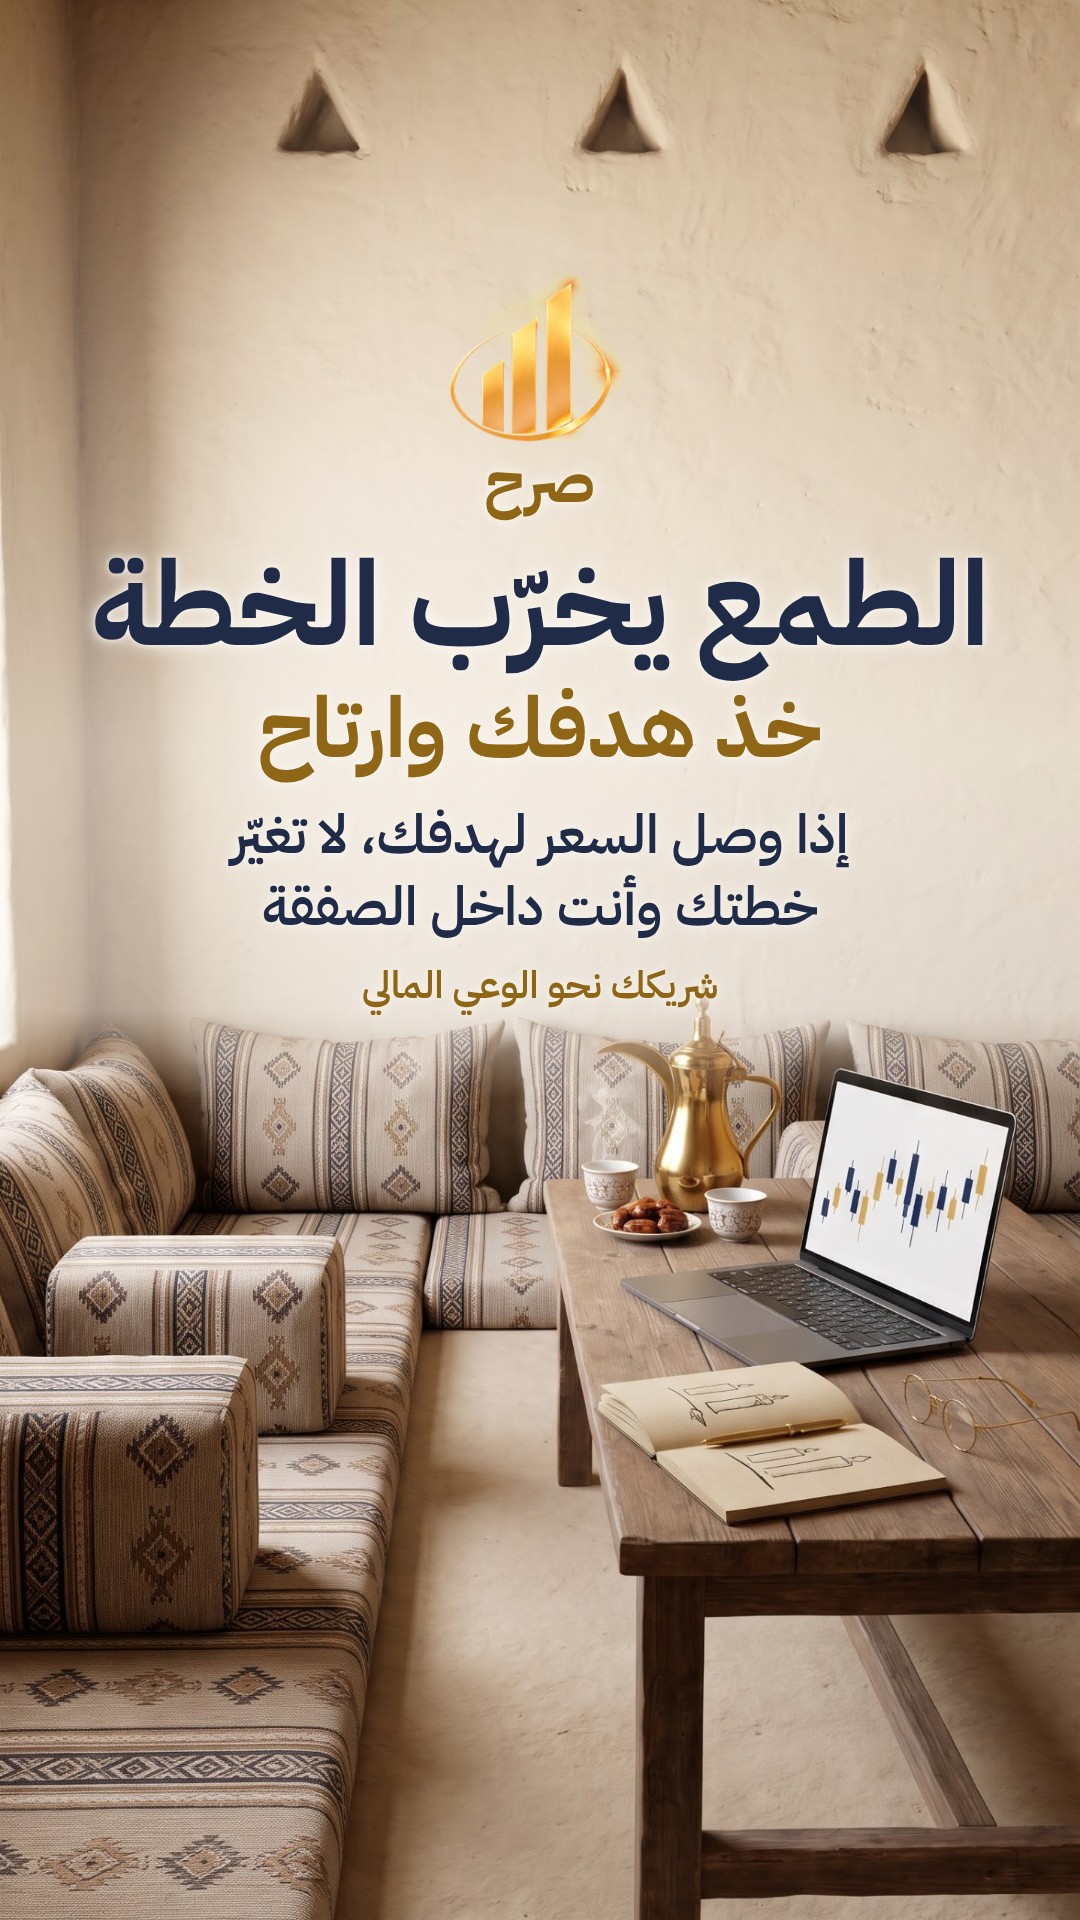 صرح
الطمع يخرّب الخطة
خذ هدفك وارتاح
إذا وصل السعر لهدفك، لا تغيّر
خطتك وأنت داخل الصفقة
شريكك نحو الوعي المالي